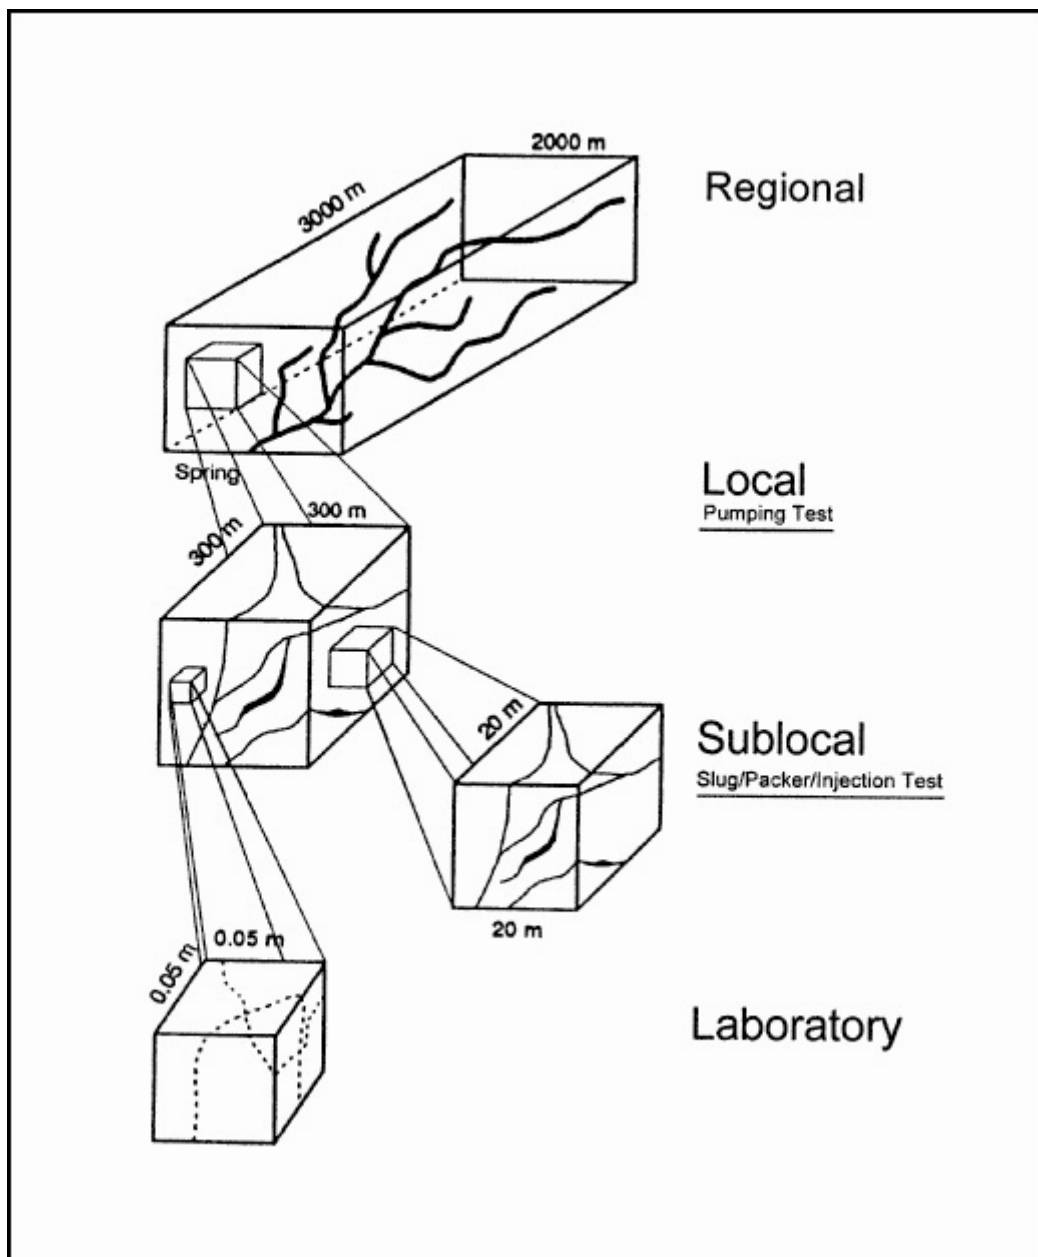 2000 m
Regional
3000 m
Spring
Local
Pumping Test
300 m
300 m
Sublocal
Slug/Packer/Injection Test
20 m
20 m
0.05 m
0.05 m
Laboratory